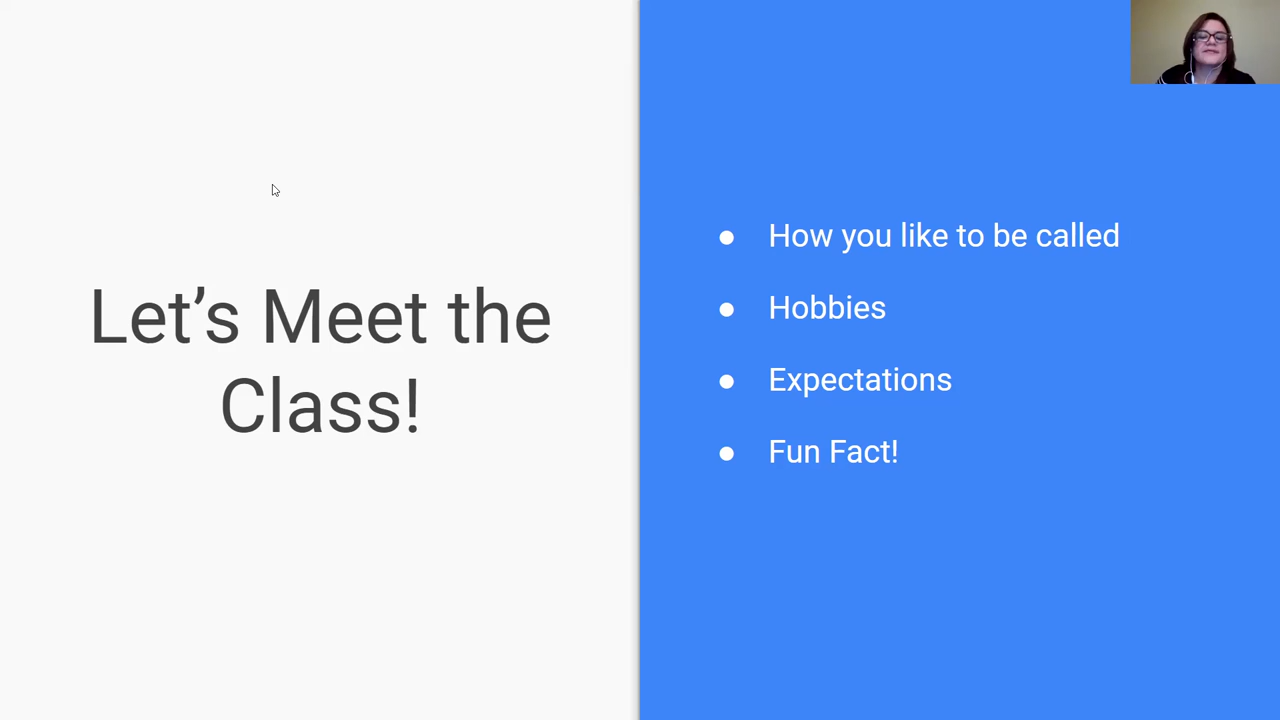 Let’s Meet the
Class!
● How you like to be called
● Hobbies
● Expectations
● Fun Fact!